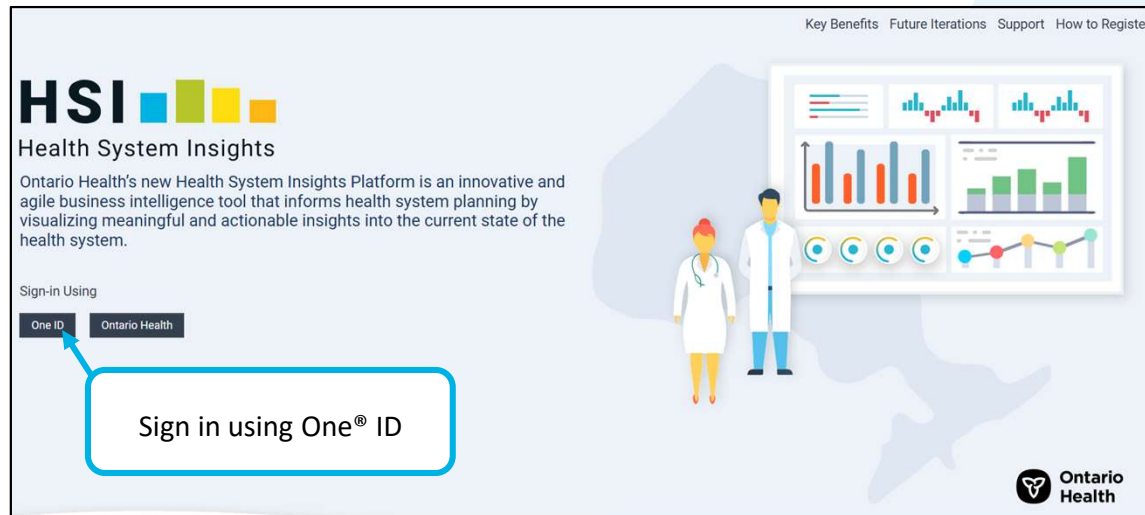 Key Benefits Future Iterations Support How to Registe
HSI
Health System Insights
Ontario Health's new Health System Insights Platform is an innovative and
agile business intelligence tool that informs health system planning by
visualizing meaningful and actionable insights into the current state of the
health system.
Sign-in Using
One ID Ontario Health
Sign in using One® ID
Ontario
Health